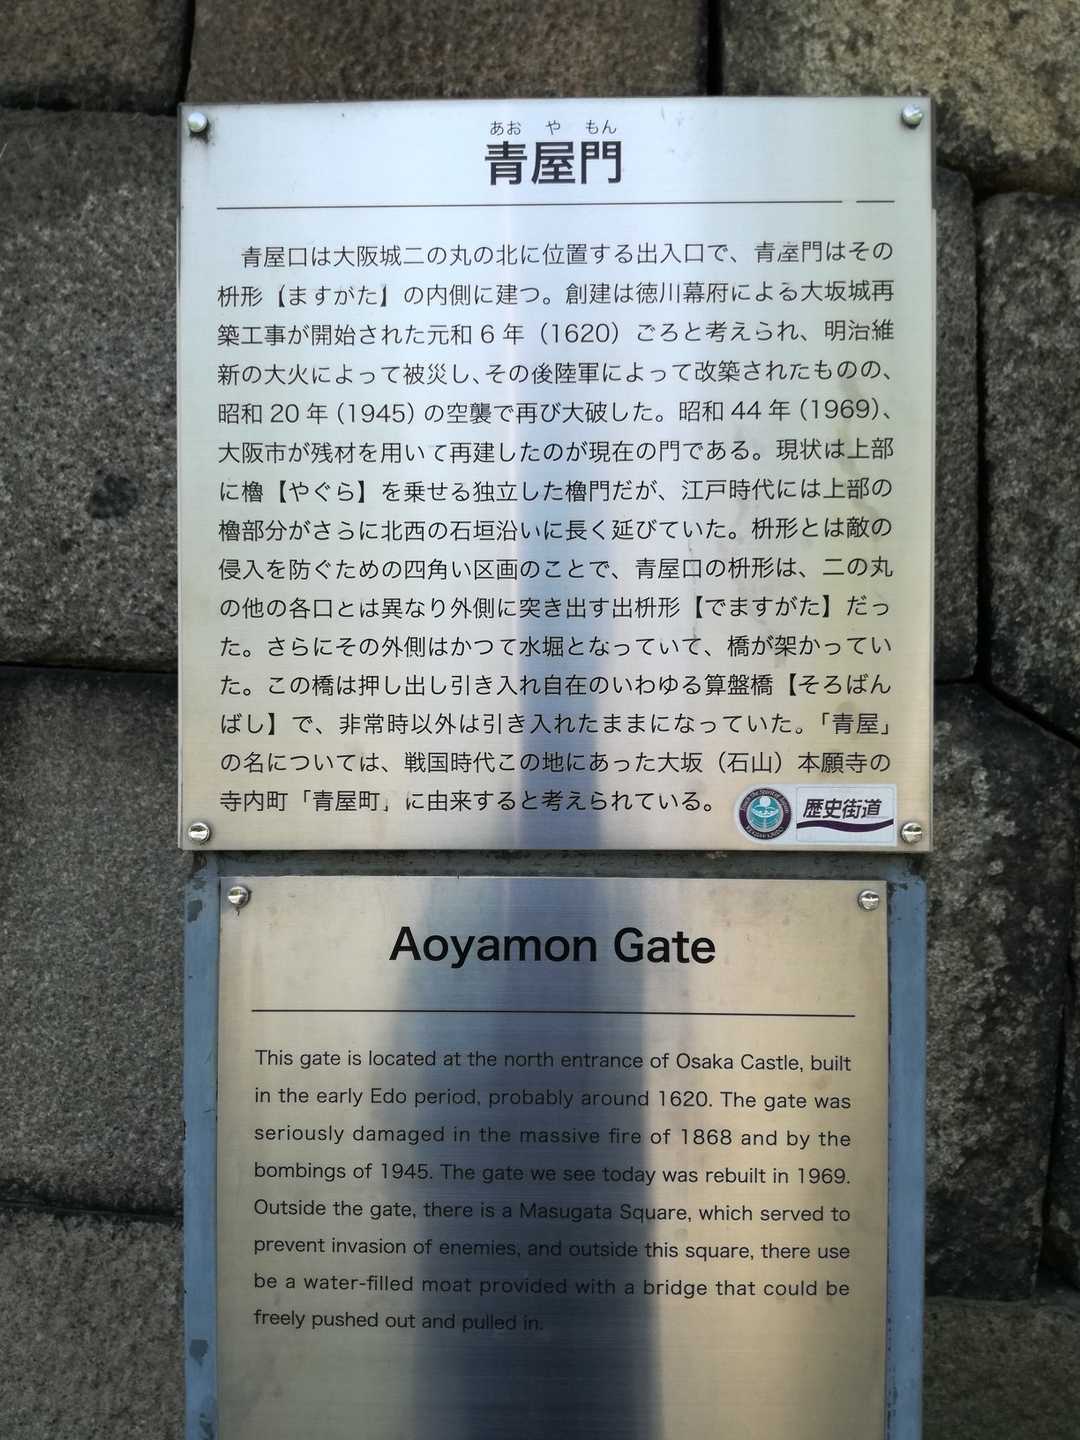 あお や もん
青屋門
青屋口は大阪城二の丸の北に位置する出入口で、青屋門はその
枡形【ますがた】の内側に建つ。創建は徳川幕府による大坂城再
築工事が開始された元和6年（1620）ごろと考えられ、明治維
新の大火によって被災し、その後陸軍によって改築されたものの、
昭和20年（1945）の空襲で再び大破した。昭和44年（1969）、
大阪市が残材を用いて再建したのが現在の門である。現状は上部
に櫓【やぐら】を乗せる独立した櫓門だが、江戸時代には上部の
櫓部分がさらに北西の石垣沿いに長く延びていた。枡形とは敵の
侵入を防ぐための四角い区画のことで、青屋口の枡形は、二の丸
の他の各口とは異なり外側に突き出す出枡形【でますがた】だっ
た。さらにその外側はかつて水堀となっていて、橋が架かってい
た。この橋は押し出し引き入れ自在のいわゆる算盤橋【そろばん
ばし】で、非常時以外は引き入れたままになっていた。「青屋」
の名については、戦国時代この地にあった大坂（石山）本願寺の
寺内町「青屋町」に由来すると考えられている。
歴史街道
Aoyamon Gate
This gate is located at the north entrance of Osaka Castle, built
in the early Edo period, probably around 1620. The gate was
seriously damaged in the massive fire of 1868 and by the
bombings of 1945. The gate we see today was rebuilt in 1969.
Outside the gate, there is a Masugata Square, which served to
prevent invasion of enemies, and outside this square, there use
be a water-filled moat provided with a bridge that could be
freely pushed out and pulled in.